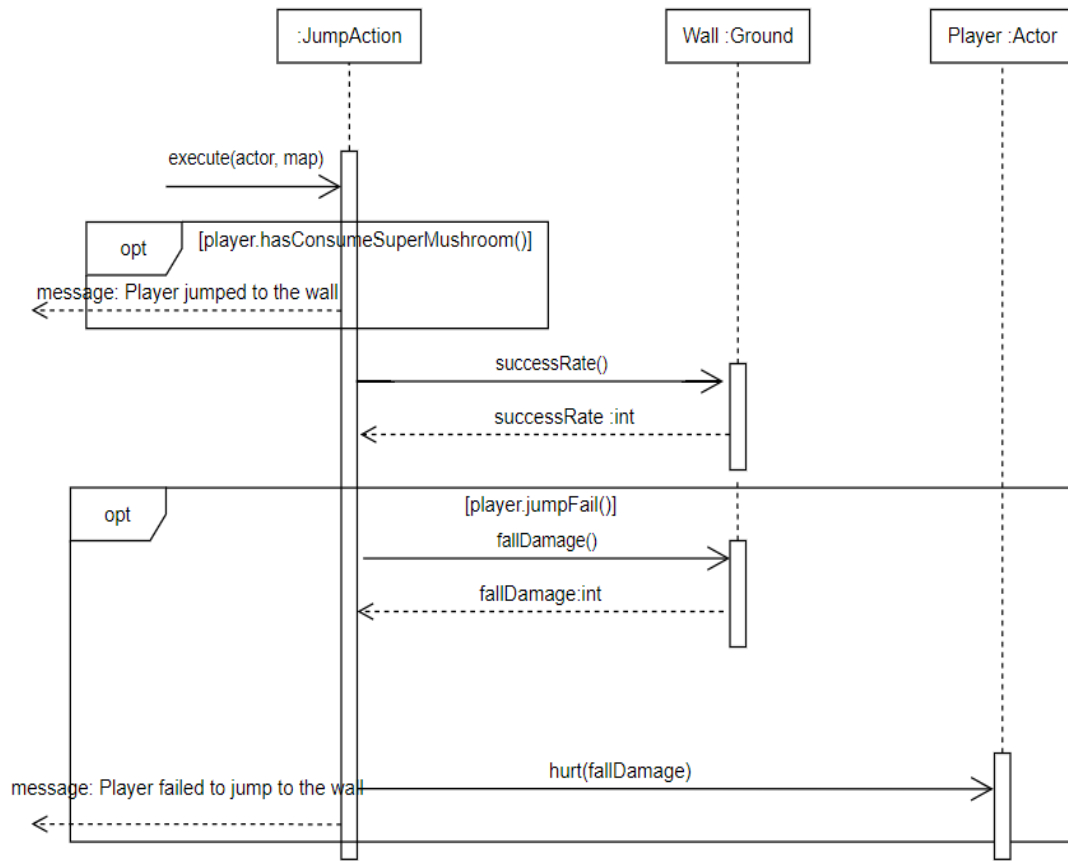 :JumpAction
Wall :Ground
Player :Actor
execute(actor, map)
opt
[player.hasConsumeSuperMushroom()]
message: Player jumped to the wall
successRate()
successRate :int
opt
[player.jumpFail()]
fallDamage()
fallDamage:int
hurt(fallDamage)
message: Player failed to jump to the wall